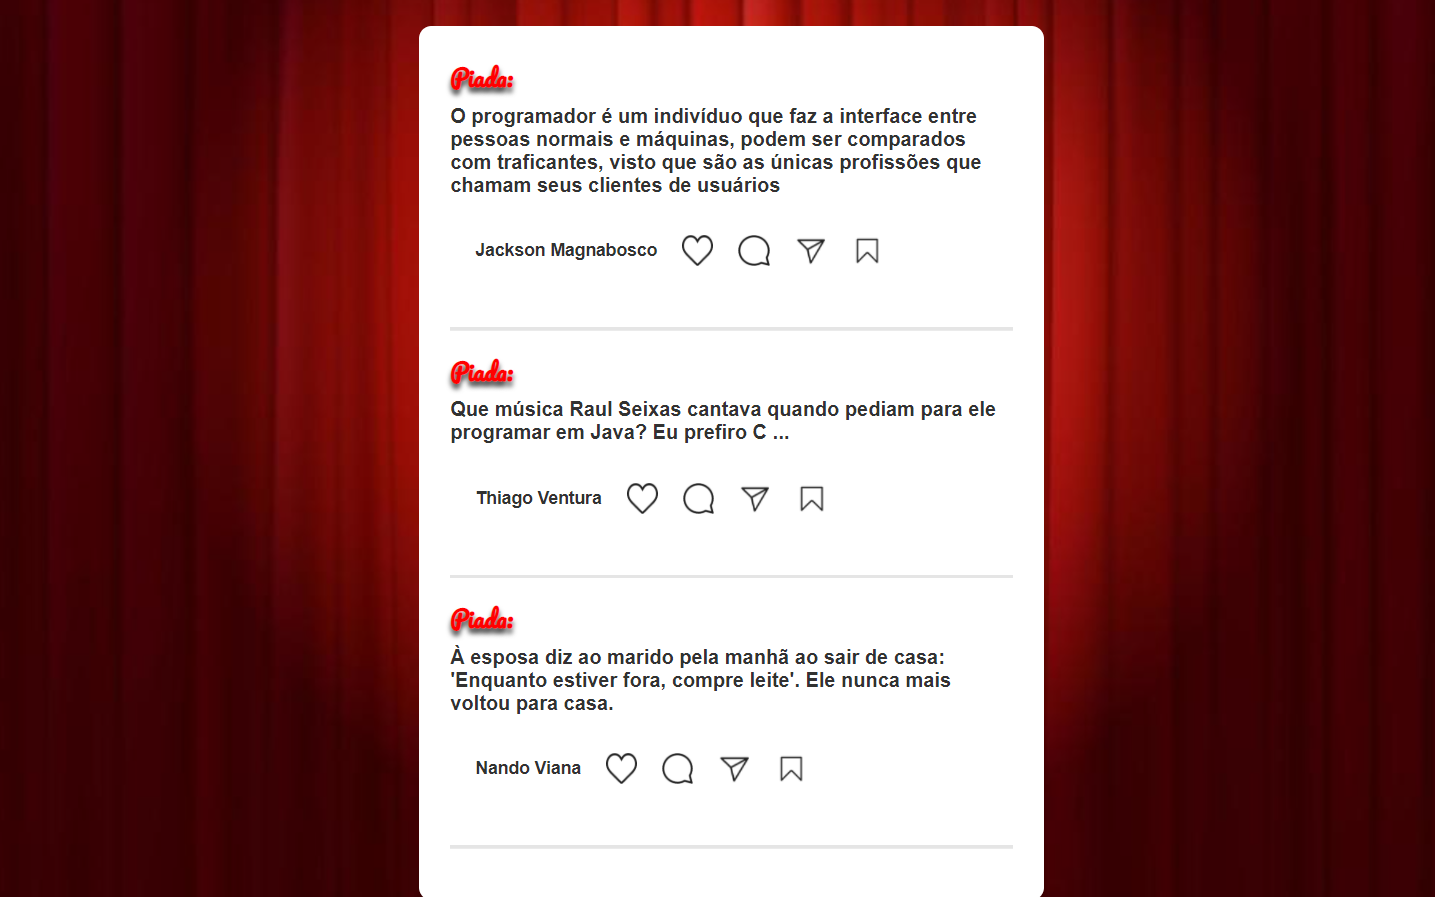 Piada:
O programador é um indivíduo que faz a interface entre
pessoas normais e máquinas, podem ser comparados
com traficantes, visto que são as únicas profissões que
chamam seus clientes de usuários
Jackson Magnabosco
Piada:
Que música Raul Seixas cantava quando pediam para ele
programar em Java? Eu prefiro C ...
Thiago Ventura
Piada:
À esposa diz ao marido pela manhã ao sair de casa:
'Enquanto estiver fora, compre leite'. Ele nunca mais
voltou para casa.
Nando Viana